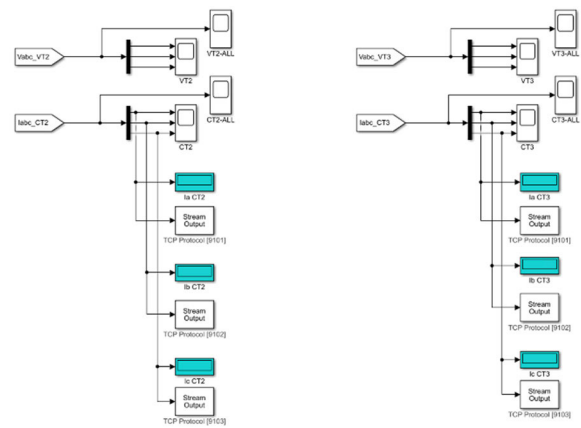 VT2-ALL
Vabc_VT2
VT2
CT2-ALL
Iabc_CT2
CT2
Ia CT2
Stream
Output
TCP Protocol [9101]
Ib CT2
Stream
Output
TCP Protocol [9102]
Ic CT2
Stream
Output
TCP Protocol [9103]
VT3-ALL
Vabc_VT3
VT3
CT3-ALL
Iabc_CT3
CT3
Ia CT3
Stream
Output
TCP Protocol [9101]
Ib CT3
Stream
Output
TCP Protocol [9102]
Ic CT3
Stream
Output
TCP Protocol [9103]